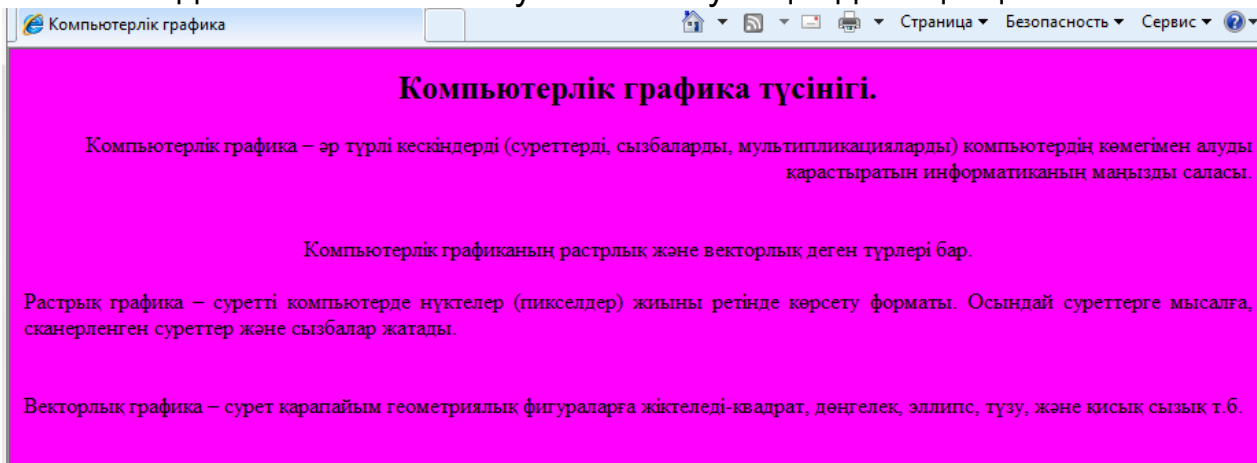 Компьютерлік графика
Страница Безопасность Сервис
Компьютерлік графика түсінігі.
Компьютерлік графика – әр түрлі кескіндерді (суреттерді, сызбаларды, мультипликацияларды) компьютердің көмегімен алуды
қарастыратын информатиканың маңызды саласы.
Компьютерлік графиканың растрлық және векторлық деген түрлері бар.
Растрық графика – суретті компьютерде нүктелер (пикселдер) жиыны ретінде көрсету форматы. Осындай суреттерге мысалға,
сканерленген суреттер және сызбалар жатады.
Векторлық графика – сурет қарапайым геометриялық фигураларға жіктеледі-квадрат, дөңгелек, эллипс, түзу, және қисық сызық т.б.